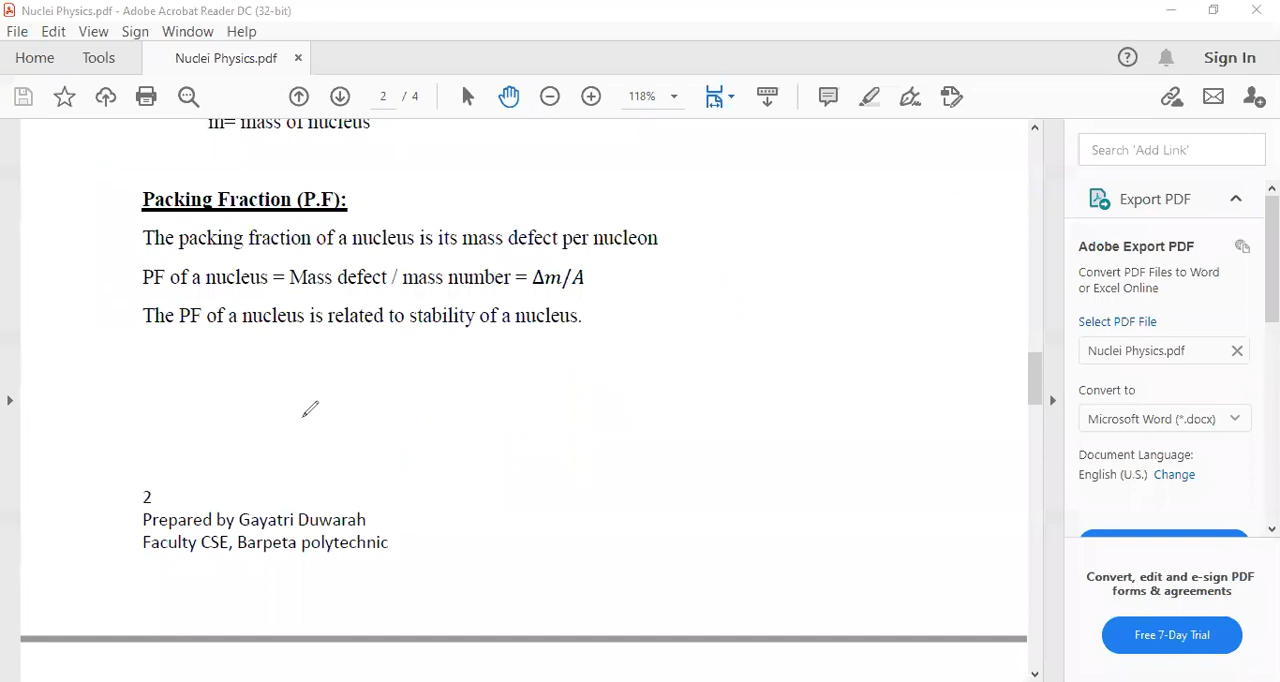 Nuclei Physics.pdf - Adobe Acrobat Reader DC (32-bit)
File Edit View Sign Window Help
Home Tools Nuclei Physics.pdf × Sign In
2 / 4 118%
m= mass of nucleus
Packing Fraction (P.F):
The packing fraction of a nucleus is its mass defect per nucleon
PF of a nucleus = Mass defect / mass number = Δm/A
The PF of a nucleus is related to stability of a nucleus.
2
Prepared by Gayatri Duwarah
Faculty CSE, Barpeta polytechnic
Search 'Add Link'
Export PDF
Adobe Export PDF
Convert PDF Files to Word
or Excel Online
Select PDF File
Nuclei Physics.pdf
Convert to
Microsoft Word (*.docx)
Document Language:
English (U.S.) Change
Convert, edit and e-sign PDF
forms & agreements
Free 7-Day Trial